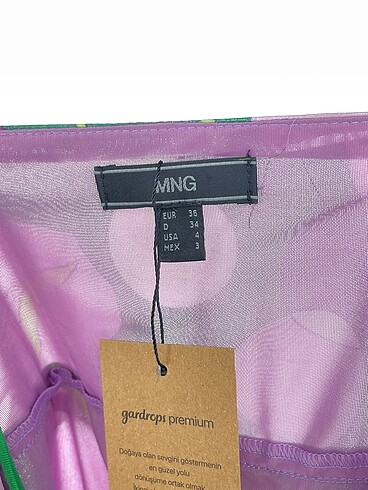 MNG
EUR 36
D 34
USA 4
MEX 3
gardrops premium
Doğaya olan sevgini göstermenin
en güzel yolu
dönüşüme ortak olmak